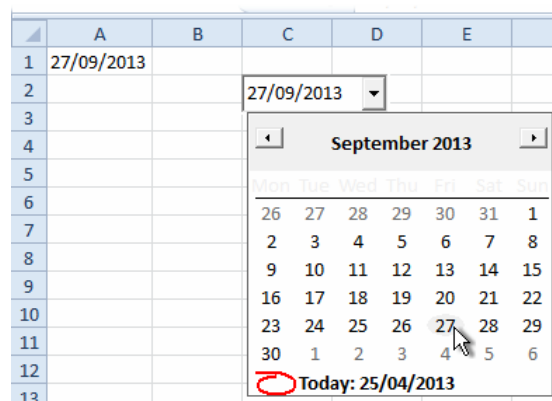 A B C D E
1 27/09/2013
2 27/09/2013
3
4 September 2013
5
6 Mon Tue Wed Thu Fri Sat Sun
7 26 27 28 29 30 31 1
8 2 3 4 5 6 7 8
9 9 10 11 12 13 14 15
10 16 17 18 19 20 21 22
11 23 24 25 26 27 28 29
12 30 1 2 3 4 5 6
13 Today: 25/04/2013